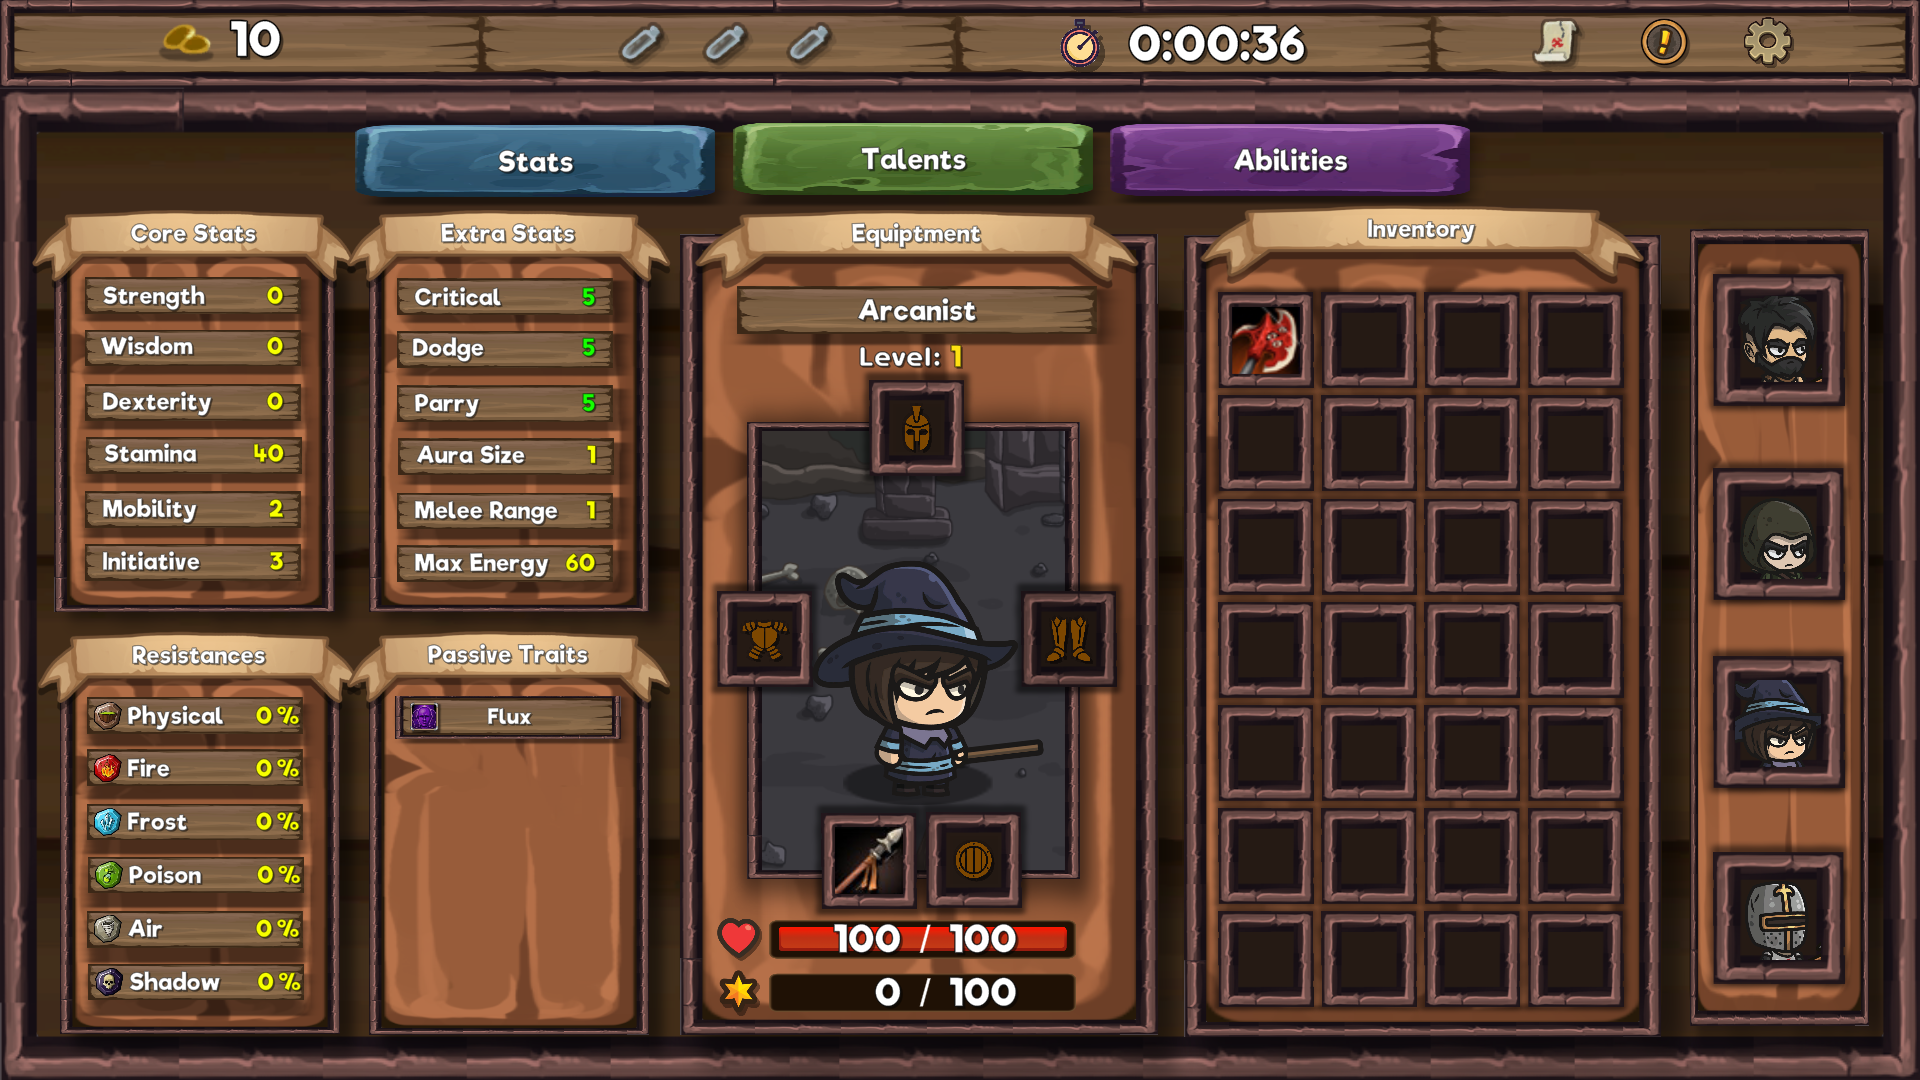 10
0:00:36
Stats
Talents
Abilities
Core Stats
Strength 0
Wisdom 0
Dexterity 0
Stamina 40
Mobility 2
Initiative 3
Extra Stats
Critical 5
Dodge 5
Parry 5
Aura Size 1
Melee Range 1
Max Energy 60
Resistances
Physical 0 %
Fire 0 %
Frost 0 %
Poison 0 %
Air 0 %
Shadow 0 %
Passive Traits
Flux
Equiptment
Arcanist
Level: 1
100 / 100
0 / 100
Inventory